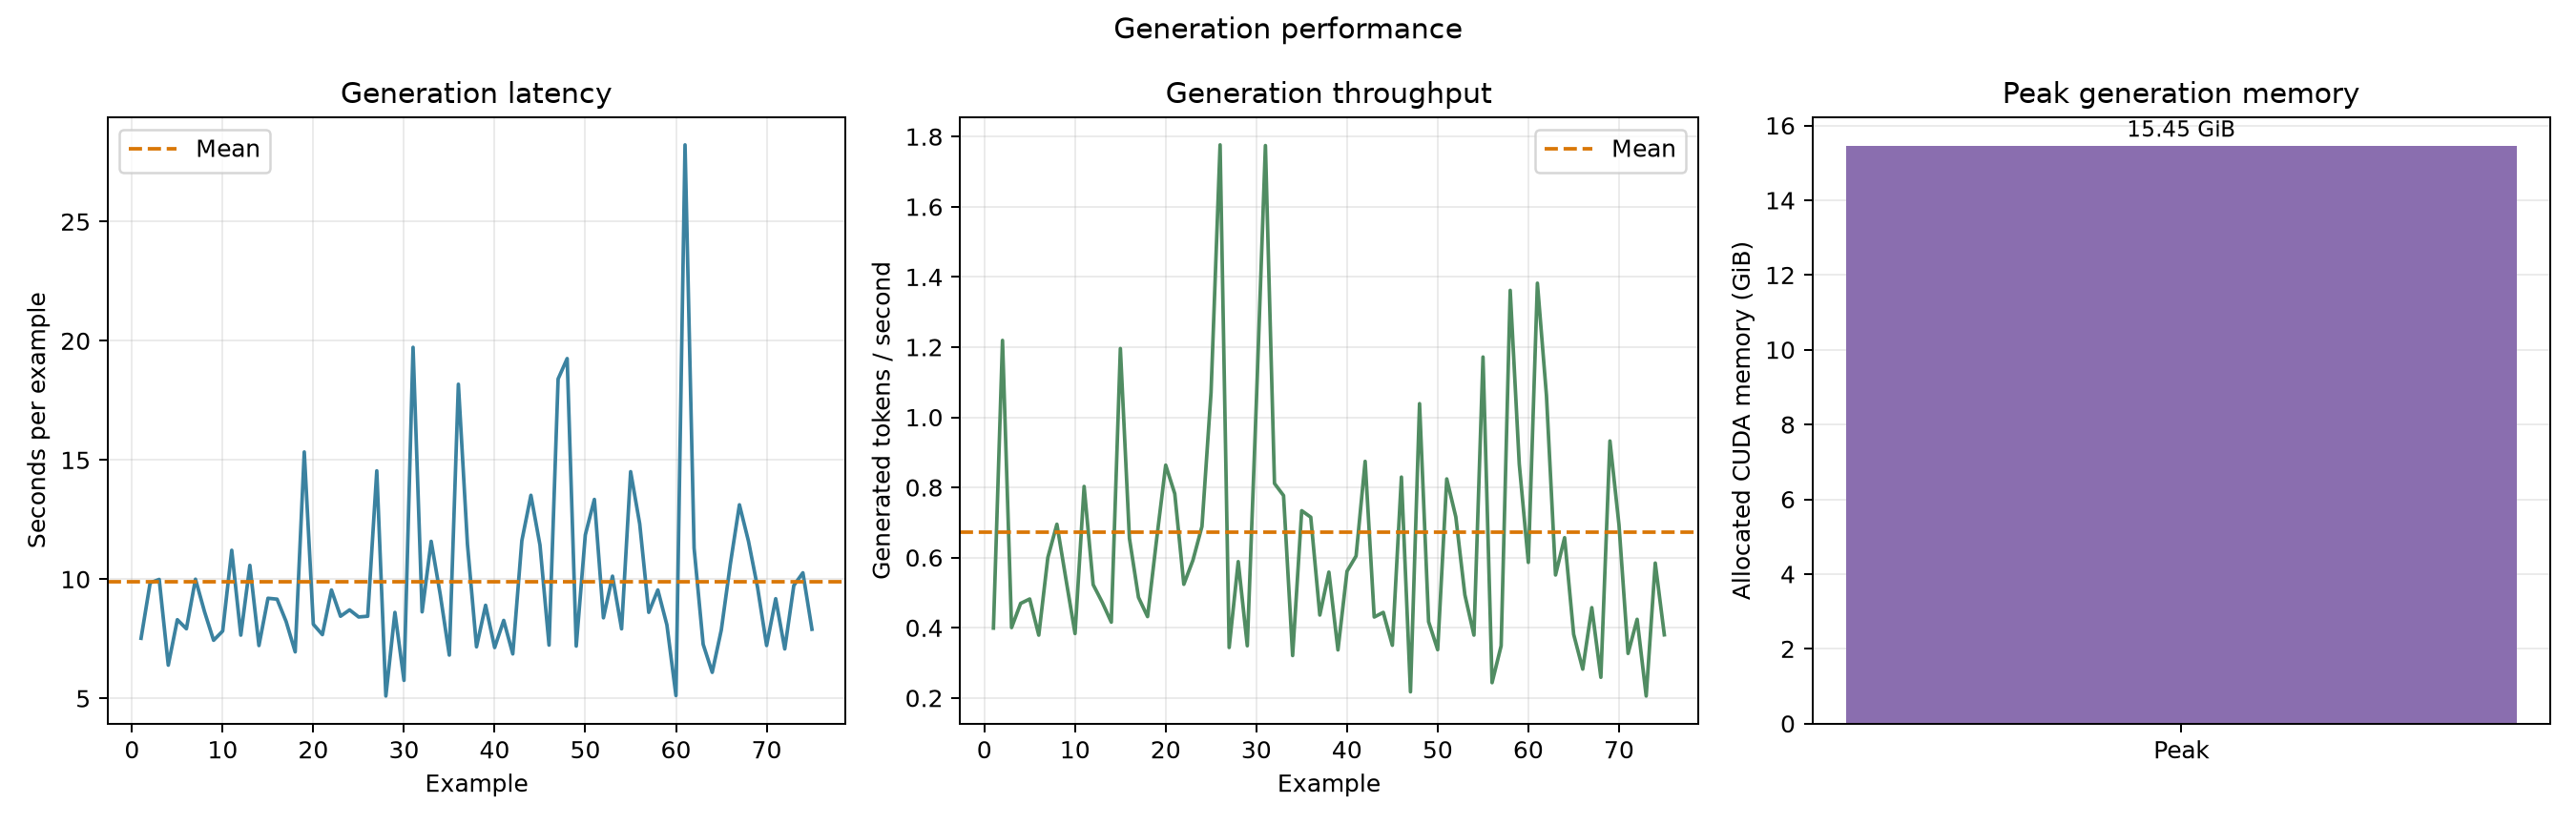 Generation performance
Generation latency
Mean
Seconds per example
25
20
15
10
5
0 10 20 30 40 50 60 70
Example
Generation throughput
Mean
Generated tokens / second
1.8
1.6
1.4
1.2
1.0
0.8
0.6
0.4
0.2
0 10 20 30 40 50 60 70
Example
Peak generation memory
15.45 GiB
Allocated CUDA memory (GiB)
16
14
12
10
8
6
4
2
0
Peak